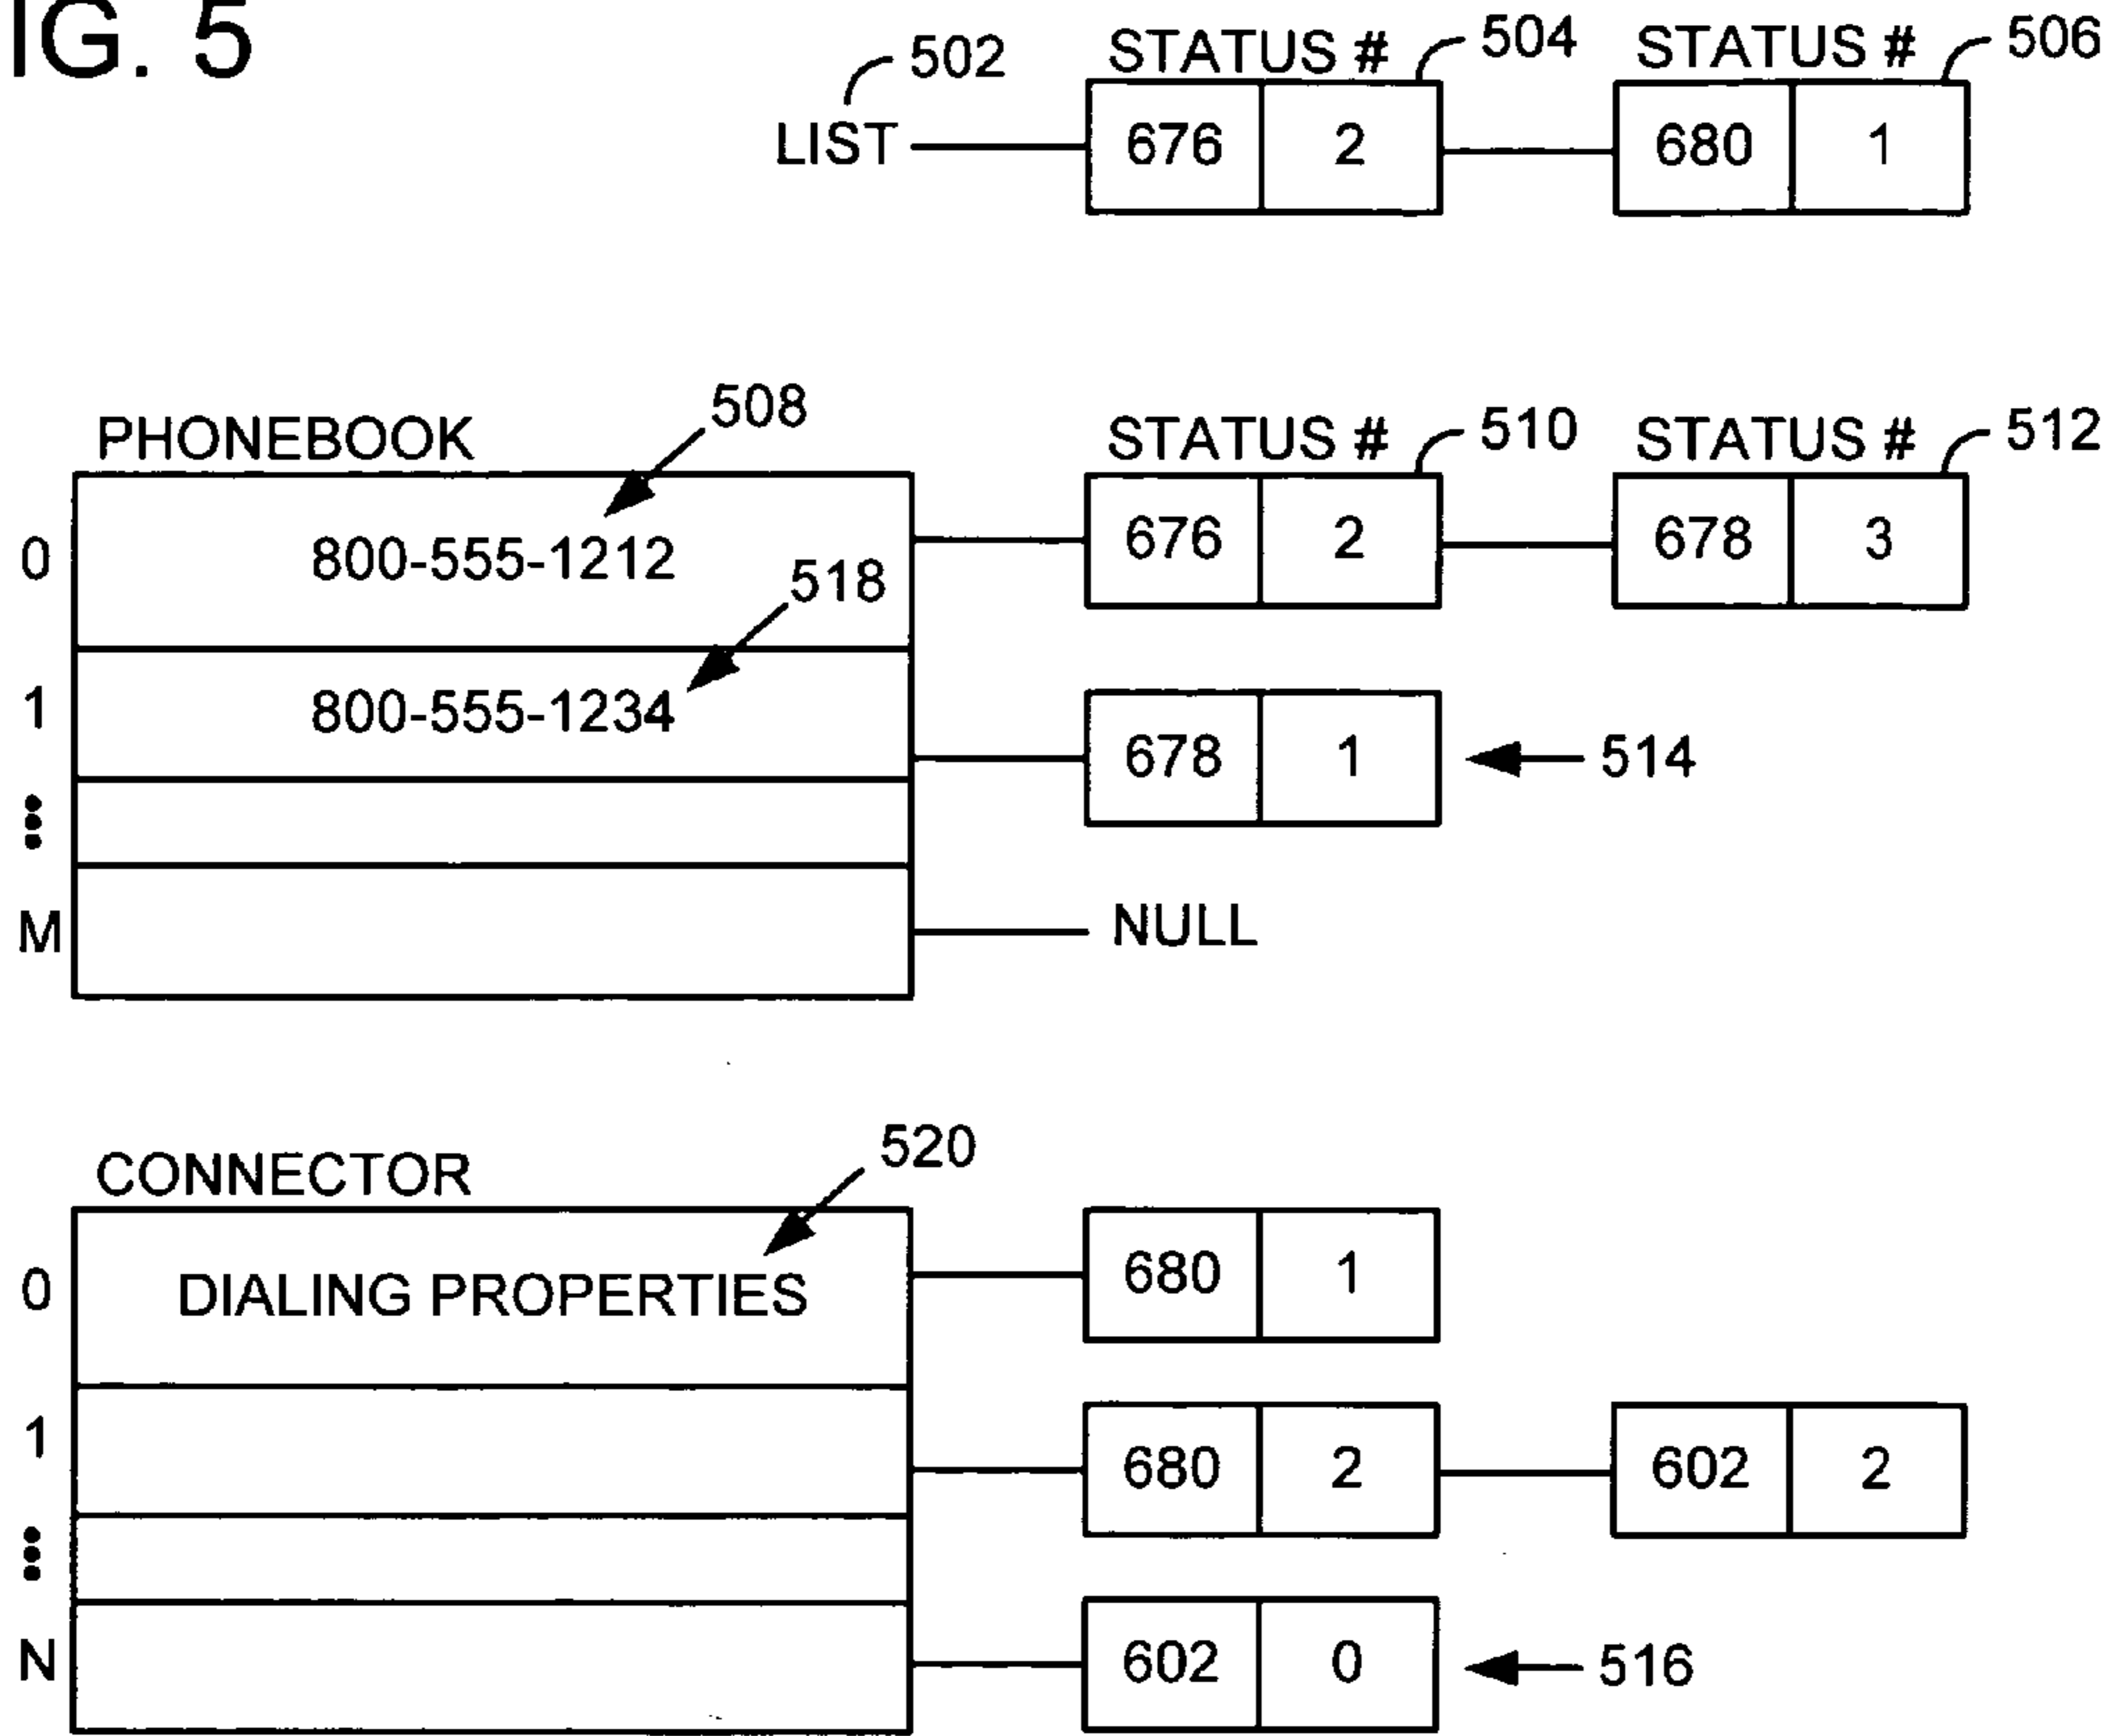 IG. 5
502
STATUS # 504
STATUS # 506
LIST
676 2
680 1
PHONEBOOK
508
STATUS # 510
STATUS # 512
0
800-555-1212
676 2
678 3
518
1
800-555-1234
678 1
514
M
NULL
CONNECTOR
520
0
DIALING PROPERTIES
680 1
1
680 2
602 2
N
602 0
516